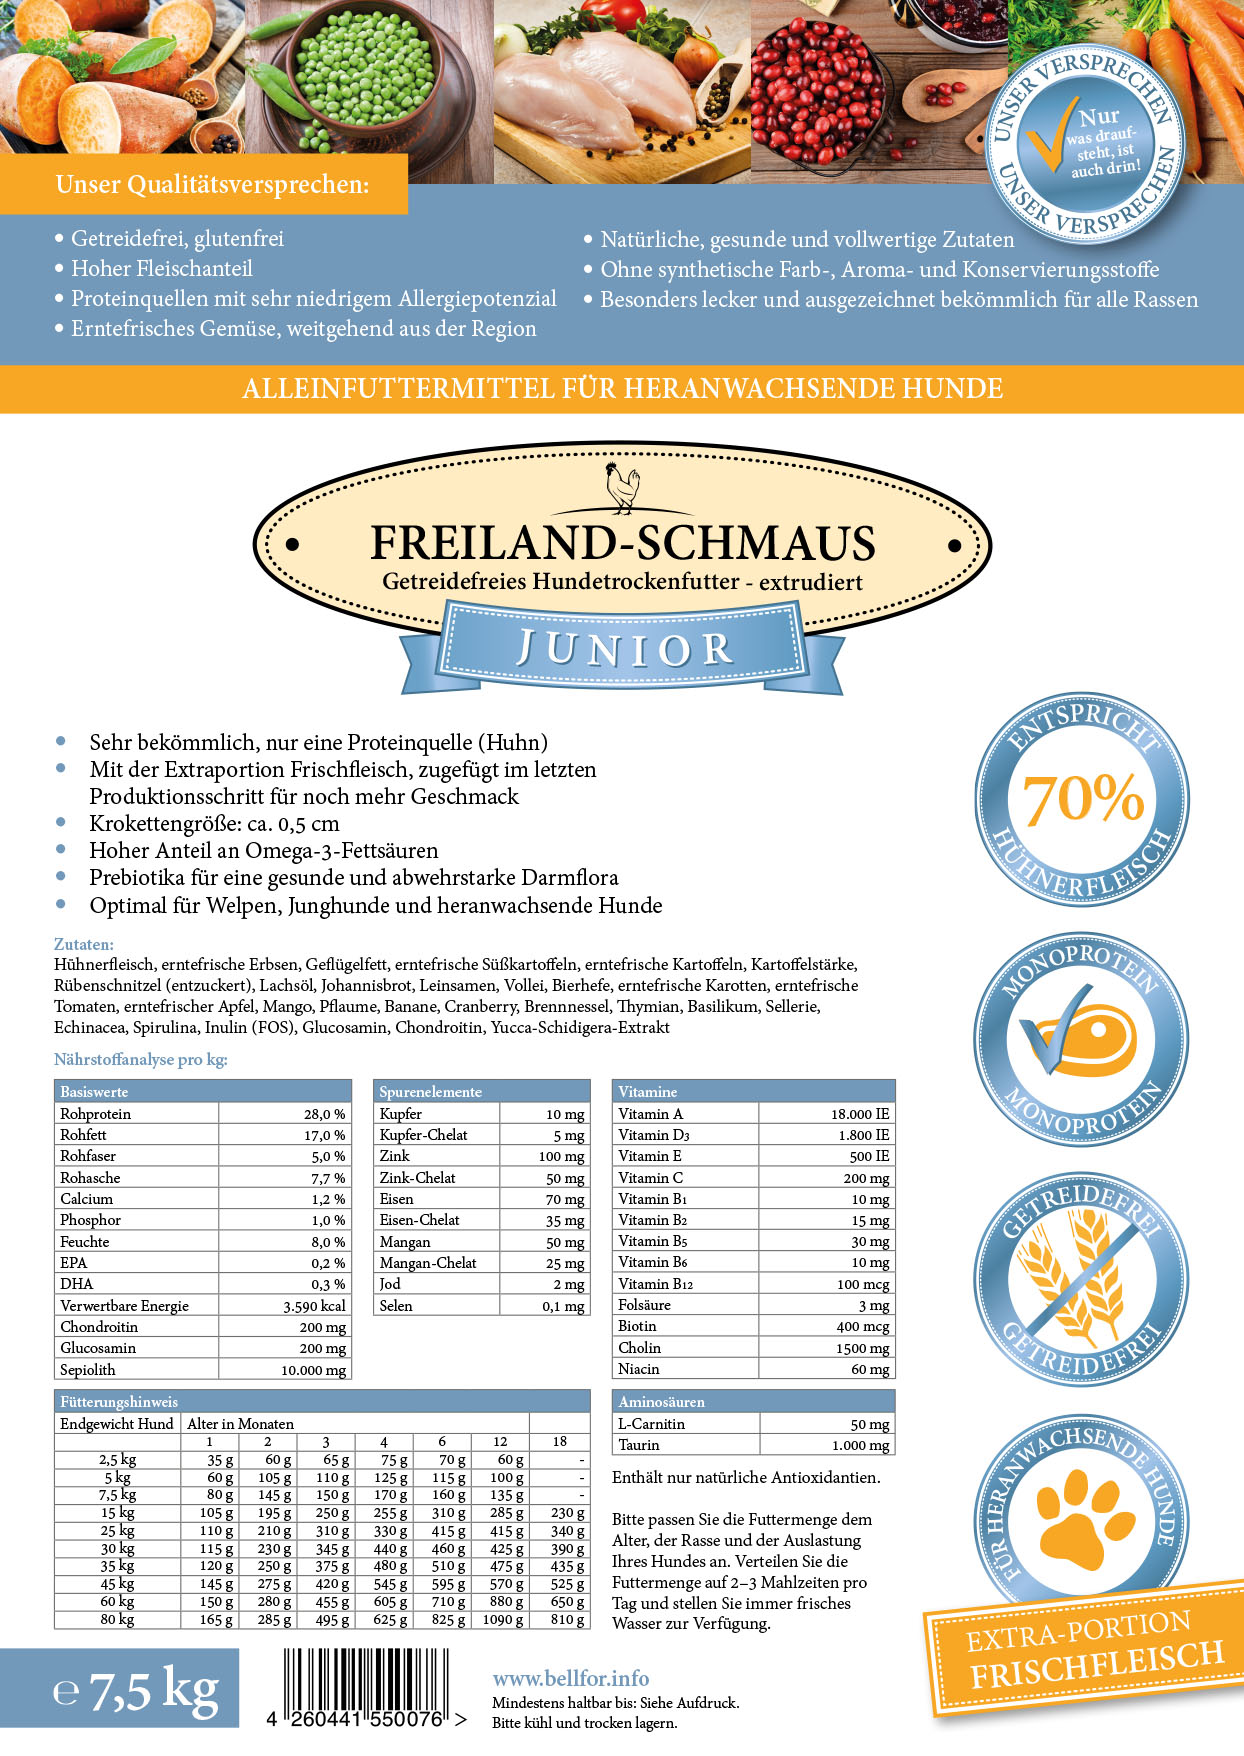 UNSER VERSPRECHEN
Nur
was drauf-
steht, ist
auch drin!
UNSER VERSPRECHEN
Unser Qualitätsversprechen:
• Getreidefrei, glutenfrei
• Hoher Fleischanteil
• Proteinquellen mit sehr niedrigem Allergiepotenzial
• Erntefrisches Gemüse, weitgehend aus der Region
• Natürliche, gesunde und vollwertige Zutaten
• Ohne synthetische Farb-, Aroma- und Konservierungsstoffe
• Besonders lecker und ausgezeichnet bekömmlich für alle Rassen
ALLEINFUTTERMITTEL FÜR HERANWACHSENDE HUNDE
FREILAND-SCHMAUS
Getreidefreies Hundetrockenfutter - extrudiert
JUNIOR
• Sehr bekömmlich, nur eine Proteinquelle (Huhn)
• Mit der Extraportion Frischfleisch, zugefügt im letzten
Produktionsschritt für noch mehr Geschmack
• Krokettengröße: ca. 0,5 cm
• Hoher Anteil an Omega-3-Fettsäuren
• Prebiotika für eine gesunde und abwehrstarke Darmflora
• Optimal für Welpen, Junghunde und heranwachsende Hunde
ENTSPRICHT
70%
HÜHNERFLEISCH
MONOPROTEIN
MONOPROTEIN
GETREIDEFREI
GETREIDEFREI
FÜR HERANWACHSENDE HUNDE
EXTRA-PORTION
FRISCHFLEISCH
Zutaten:
Hühnerfleisch, erntefrische Erbsen, Geflügelfett, erntefrische Süßkartoffeln, erntefrische Kartoffeln, Kartoffelstärke,
Rübenschnitzel (entzuckert), Lachsöl, Johannisbrot, Leinsamen, Vollei, Bierhefe, erntefrische Karotten, erntefrische
Tomaten, erntefrischer Apfel, Mango, Pflaume, Banane, Cranberry, Brennnessel, Thymian, Basilikum, Sellerie,
Echinacea, Spirulina, Inulin (FOS), Glucosamin, Chondroitin, Yucca-Schidigera-Extrakt
Nährstoffanalyse pro kg:
Basiswerte
Rohprotein 28,0 %
Rohfett 17,0 %
Rohfaser 5,0 %
Rohasche 7,7 %
Calcium 1,2 %
Phosphor 1,0 %
Feuchte 8,0 %
EPA 0,2 %
DHA 0,3 %
Verwertbare Energie 3.590 kcal
Chondroitin 200 mg
Glucosamin 200 mg
Sepiolith 10.000 mg
Spurenelemente
Kupfer 10 mg
Kupfer-Chelat 5 mg
Zink 100 mg
Zink-Chelat 50 mg
Eisen 70 mg
Eisen-Chelat 35 mg
Mangan 50 mg
Mangan-Chelat 25 mg
Jod 2 mg
Selen 0,1 mg
Vitamine
Vitamin A 18.000 IE
Vitamin D3 1.800 IE
Vitamin E 500 IE
Vitamin C 200 mg
Vitamin B1 10 mg
Vitamin B2 15 mg
Vitamin B5 30 mg
Vitamin B6 10 mg
Vitamin B12 100 mcg
Folsäure 3 mg
Biotin 400 mcg
Cholin 1500 mg
Niacin 60 mg
Fütterungshinweis
Endgewicht Hund Alter in Monaten
1 2 3 4 6 12 18
2,5 kg 35 g 60 g 65 g 75 g 70 g 60 g -
5 kg 60 g 105 g 110 g 125 g 115 g 100 g -
7,5 kg 80 g 145 g 150 g 170 g 160 g 135 g -
15 kg 105 g 195 g 250 g 255 g 310 g 285 g 230 g
25 kg 110 g 210 g 310 g 330 g 415 g 415 g 340 g
30 kg 115 g 230 g 345 g 440 g 460 g 425 g 390 g
35 kg 120 g 250 g 375 g 480 g 510 g 475 g 435 g
45 kg 145 g 275 g 420 g 545 g 595 g 570 g 525 g
60 kg 150 g 280 g 455 g 605 g 710 g 880 g 650 g
80 kg 165 g 285 g 495 g 625 g 825 g 1090 g 810 g
Aminosäuren
L-Carnitin 50 mg
Taurin 1.000 mg
Enthält nur natürliche Antioxidantien.
Bitte passen Sie die Futtermenge dem
Alter, der Rasse und der Auslastung
Ihres Hundes an. Verteilen Sie die
Futtermenge auf 2–3 Mahlzeiten pro
Tag und stellen Sie immer frisches
Wasser zur Verfügung.
℮ 7,5 kg
4 260441 550076 >
www.bellfor.info
Mindestens haltbar bis: Siehe Aufdruck.
Bitte kühl und trocken lagern.